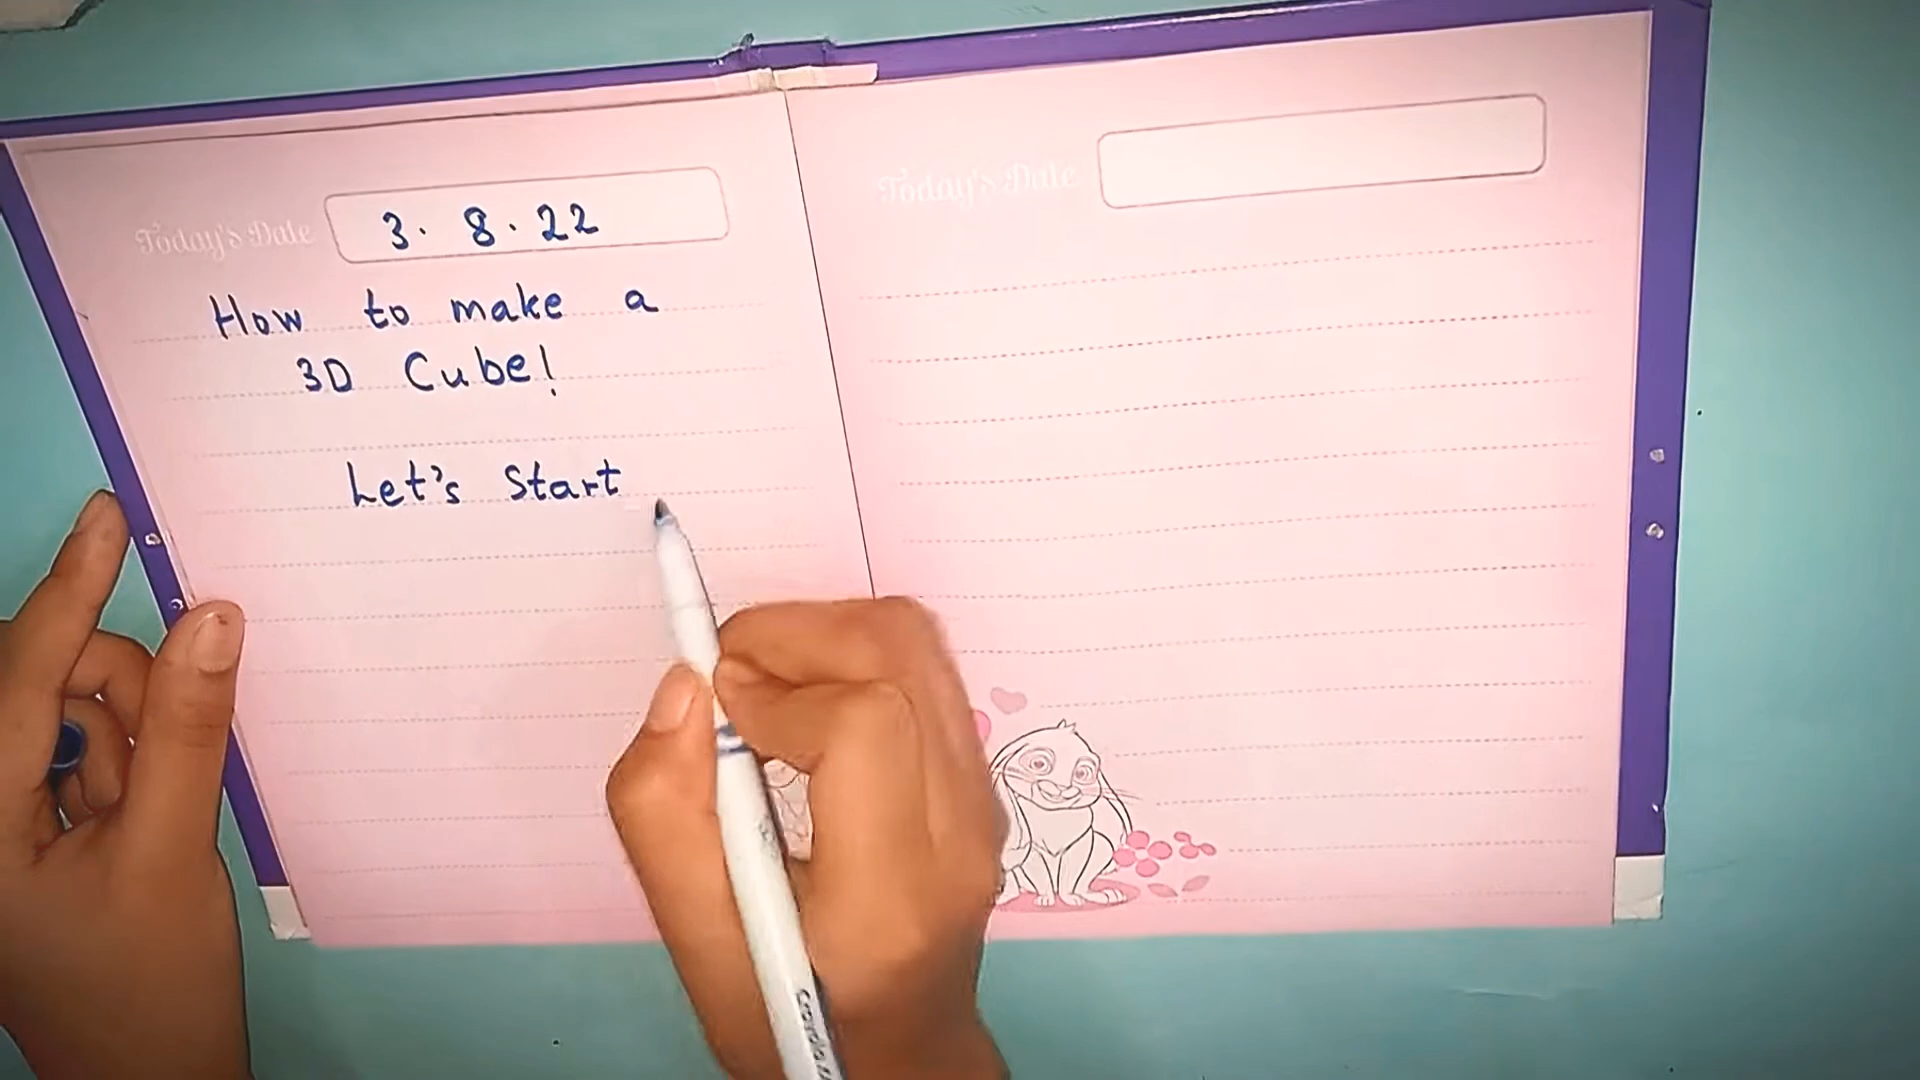 Today's Date 3. 8. 22
How to make a
3D Cube!
Let's Start
Today's Date